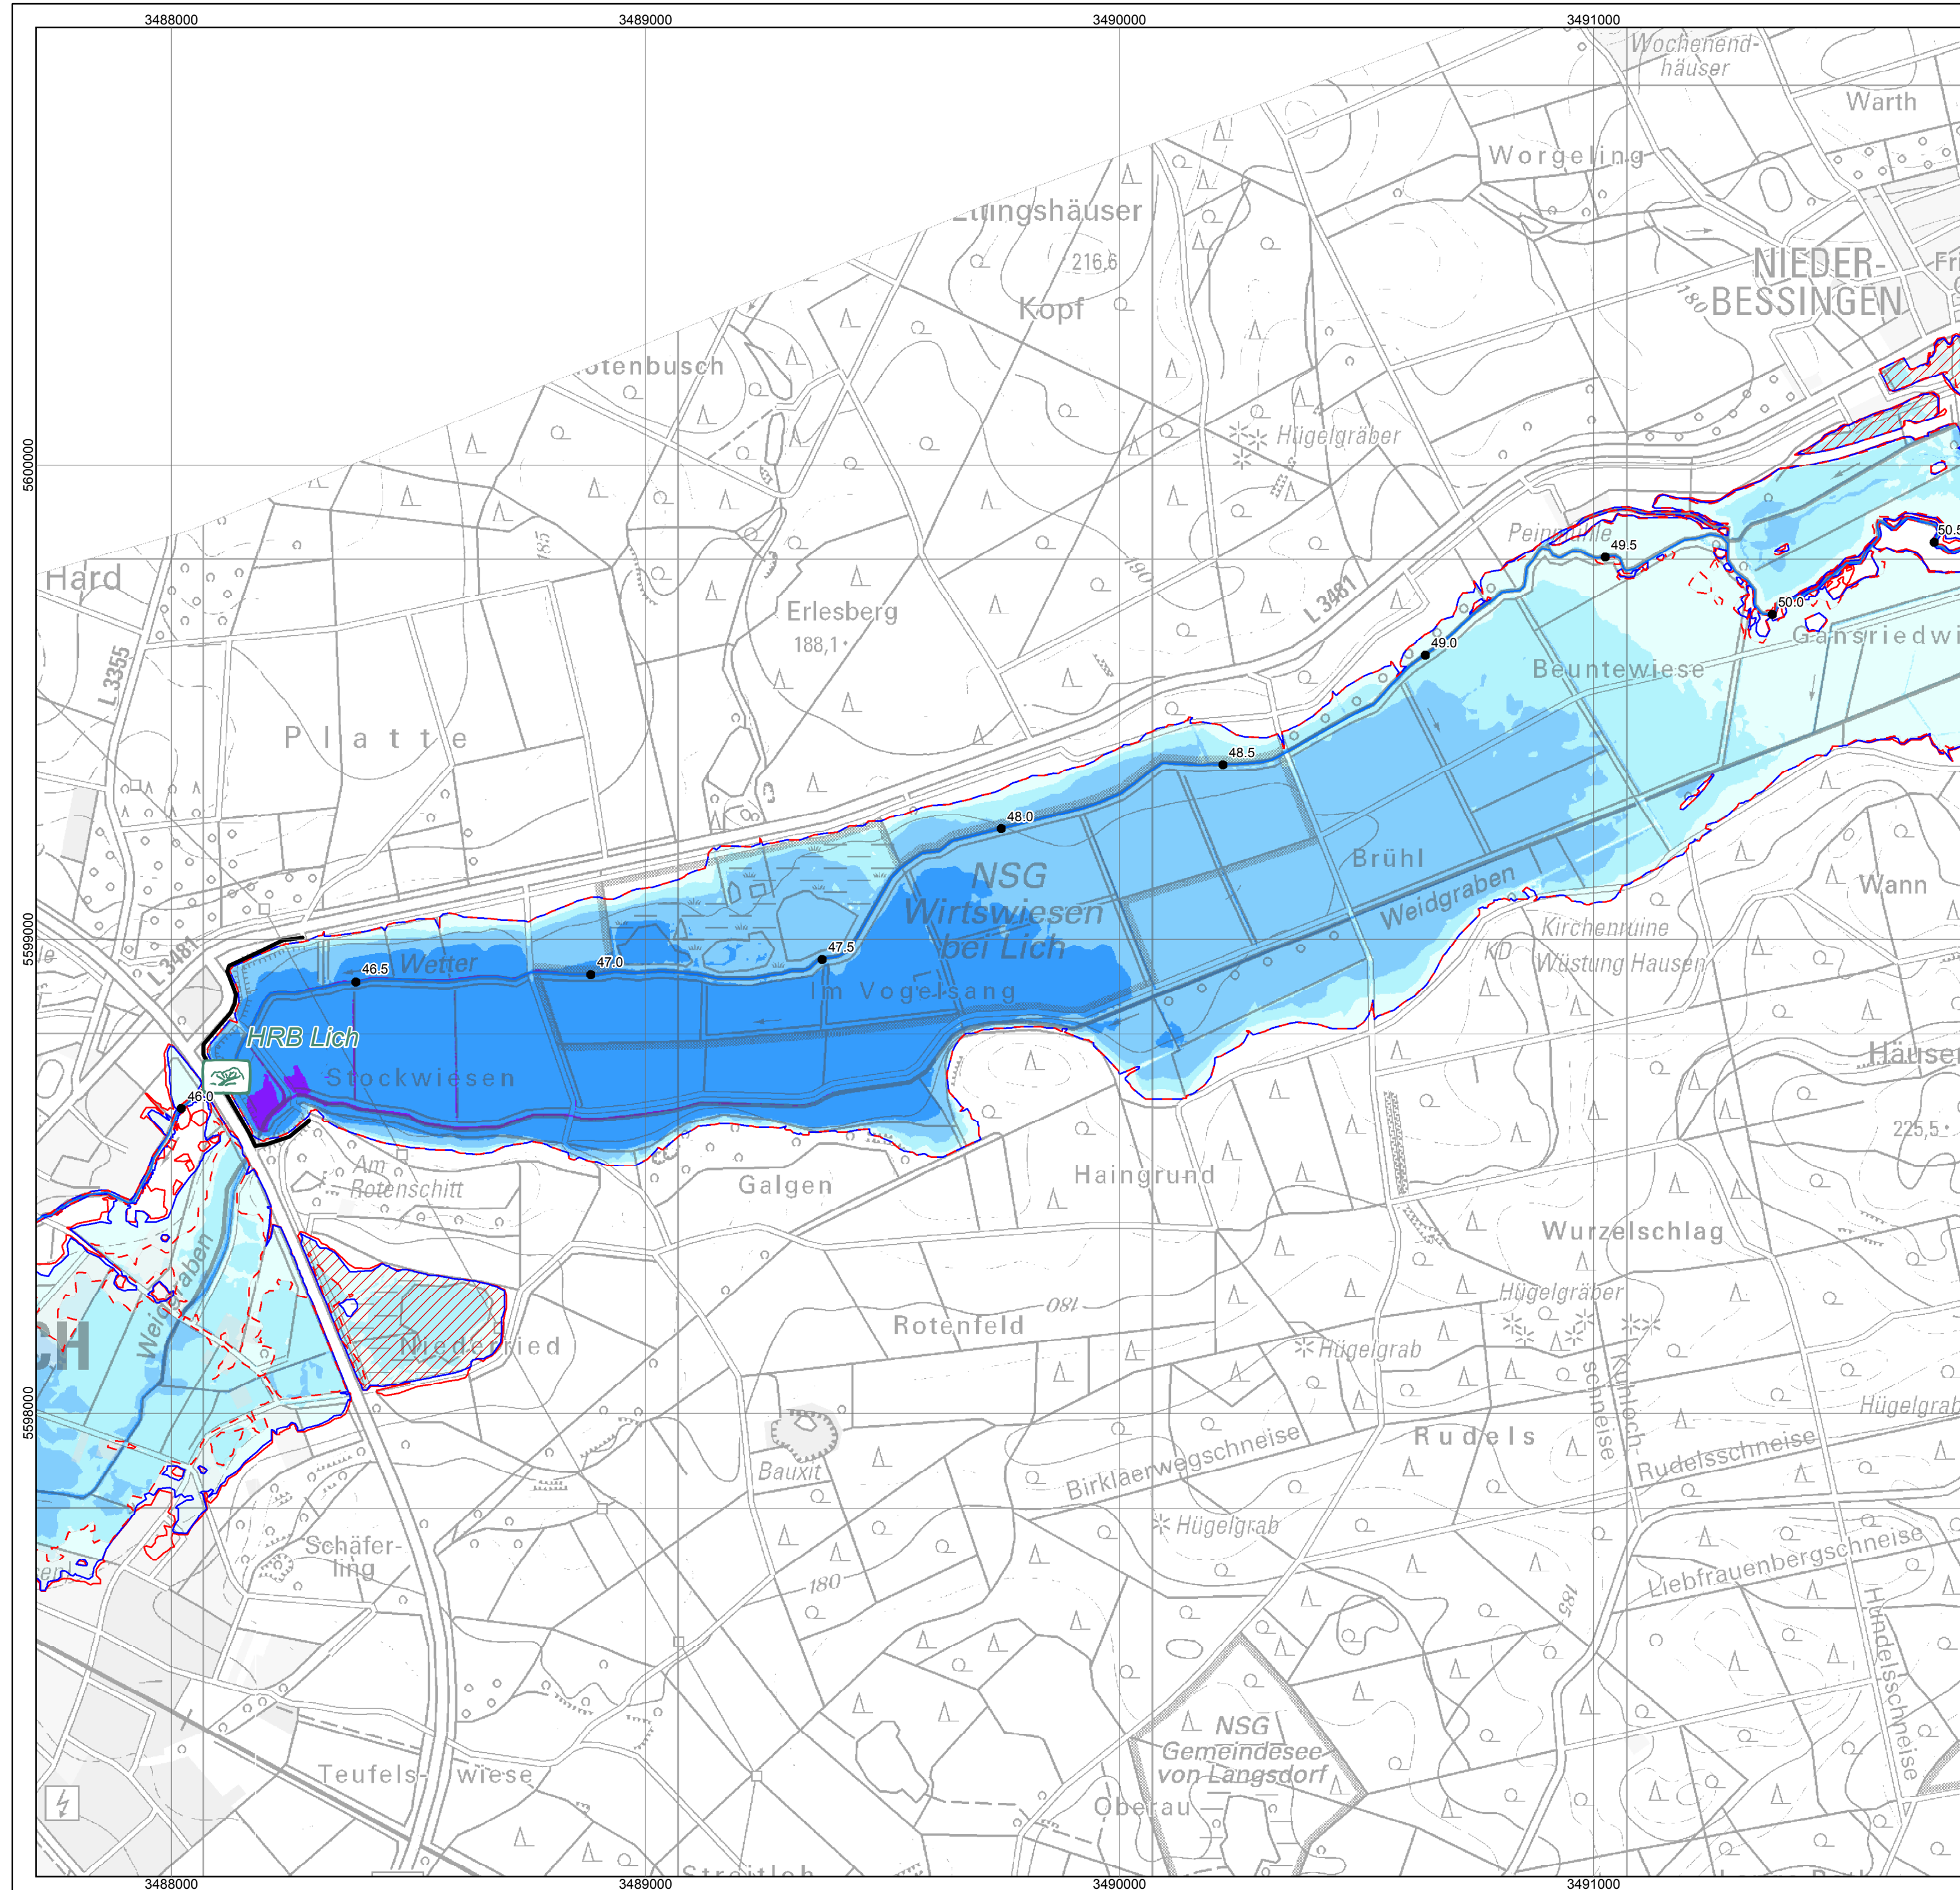 3488000
3489000
3490000
3491000
Wochenend-
häuser
Warth
Worgeling
216,6
Kopf
NIEDER-
BESSINGEN
180
Hügelgräber
5600000
185
Hard
Erlesberg
188,1
190
L 3481
L 3355
Platte
49.5
50.0
49.0
Beuntewiese
48.5
48.0
NSG
Wirtswiesen
bei Lich
Brühl
Weidgraben
Wann
Kirchenruine
KD
Wüstung Hausen
5599000
L 3481
Wetter
46.5
47.0
47.5
Im Vogelsang
HRB Lich
Stockwiesen
46.0
Am
Rotenschitt
Galgen
Haingrund
225,5
Wurzelschlag
Hügelgräber
Weidgraben
Niederried
Rotenfeld
180
Hügelgrab
Kuhloch-
schneise
5598000
Bauxit
Birklaerwegschneise
Rudels
Rudelsschneise
Hügelgrab
Schäfer-
ling
180
185
Liebfrauenbergschneise
Hundelsschneise
NSG
Gemeindesee
von Langsdorf
Teufels- wiese
Oberau
3488000
3489000
3490000
3491000